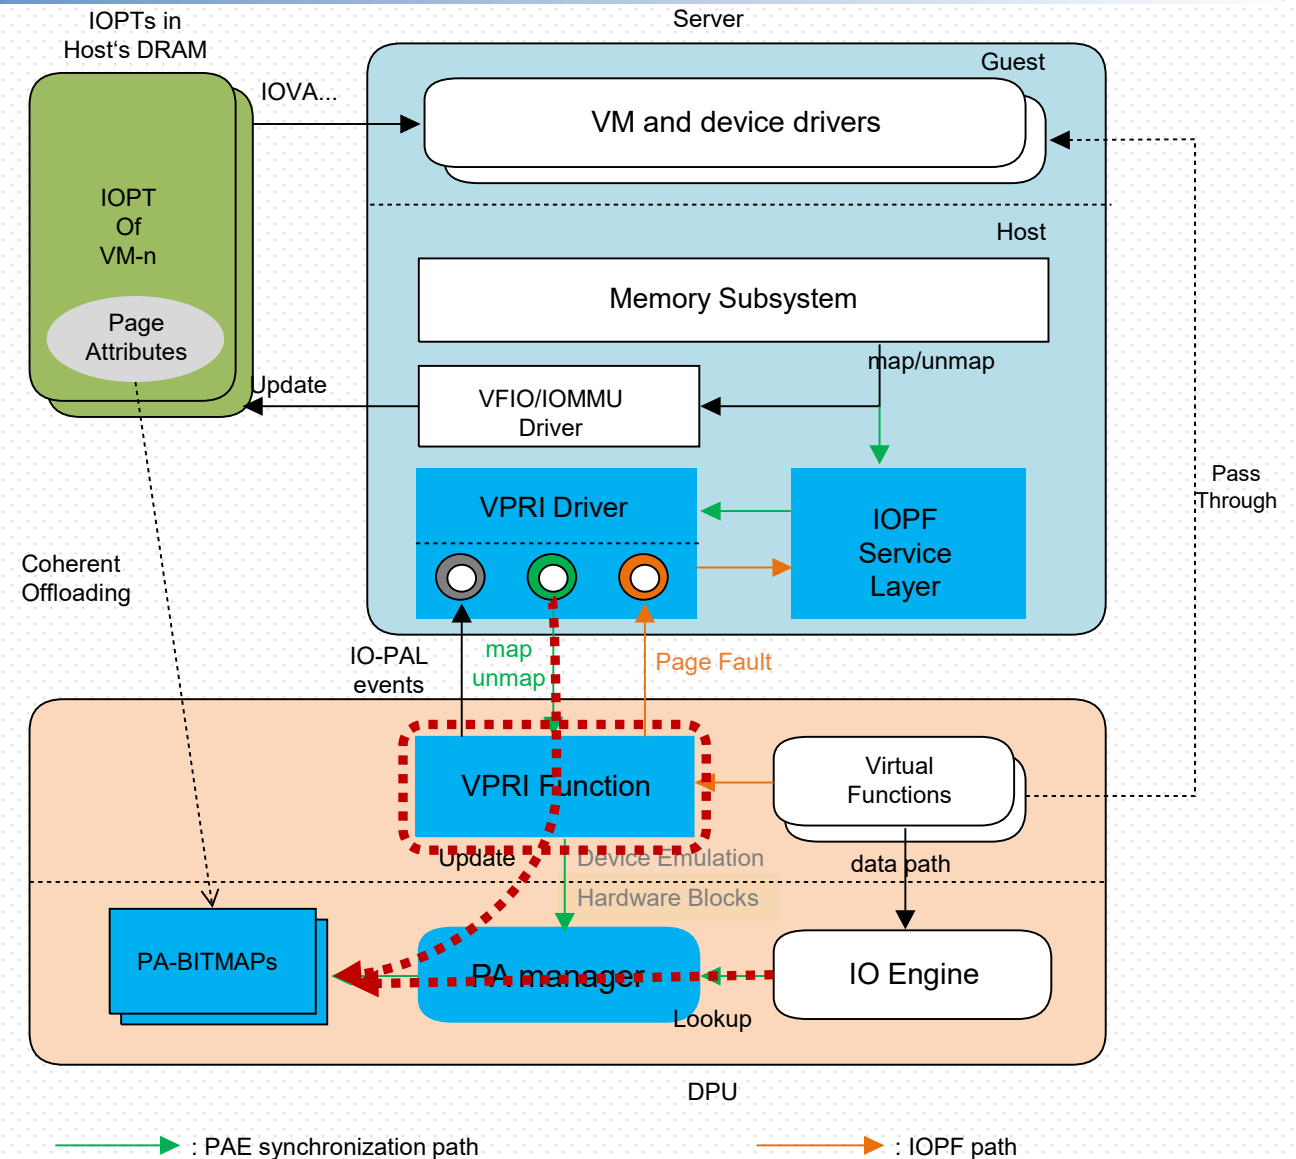 IOPTs in
Host's DRAM
Server
Guest
IOVA...
VM and device drivers
IOPT
Of
VM-n
Host
Memory Subsystem
Page
Attributes
map/unmap
Update
VFIO/IOMMU
Driver
Pass
Through
VPRI Driver
IOPF
Service
Layer
Coherent
Offloading
IO-PAL
events
map
unmap
Page Fault
VPRI Function
Virtual
Functions
Update
Device Emulation
data path
Hardware Blocks
PA-BITMAPs
PA manager
IO Engine
Lookup
DPU
: PAE synchronization path
: IOPF path